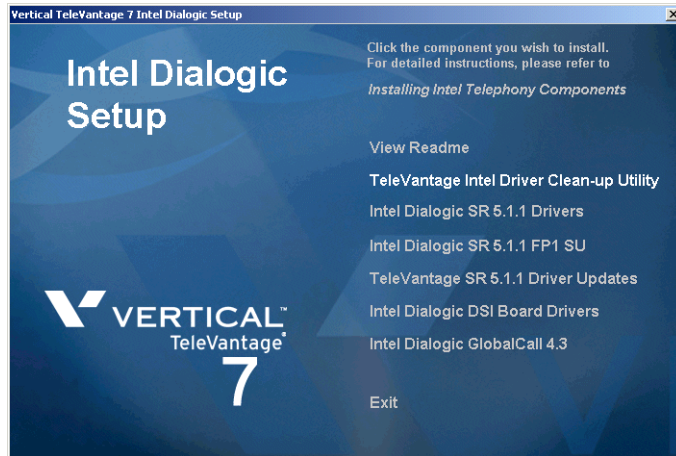 Vertical TeleVantage 7 Intel Dialogic Setup
Intel Dialogic
Setup
Click the component you wish to install.
For detailed instructions, please refer to
Installing Intel Telephony Components
View Readme
TeleVantage Intel Driver Clean-up Utility
Intel Dialogic SR 5.1.1 Drivers
Intel Dialogic SR 5.1.1 FP1 SU
TeleVantage SR 5.1.1 Driver Updates
Intel Dialogic DSI Board Drivers
Intel Dialogic GlobalCall 4.3
Exit
VERTICAL™
TeleVantage®
7